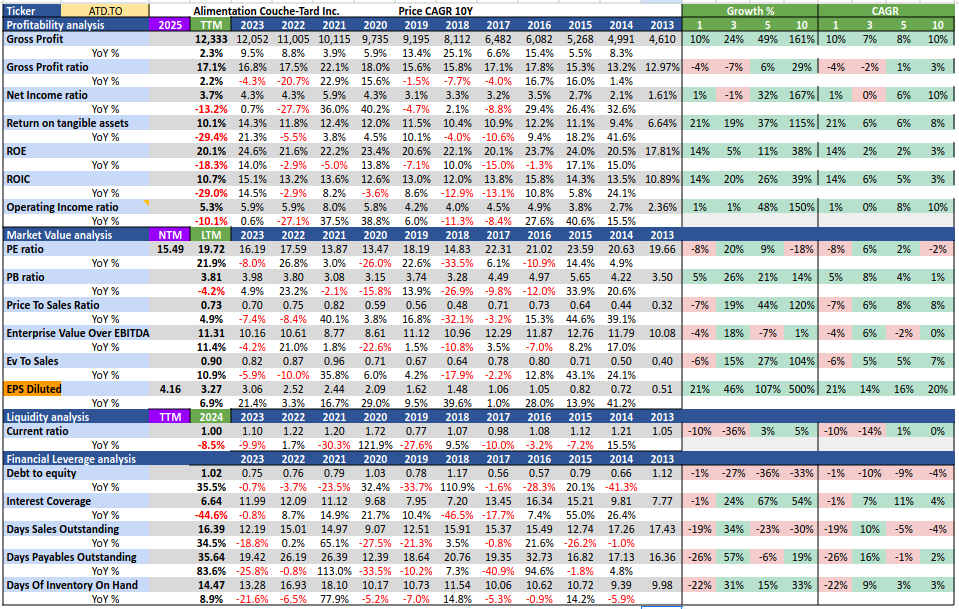 Ticker ATD.TO Alimentation Couche-Tard Inc. Price CAGR 10Y Growth % CAGR
Profitability analysis 2025 TTM 2023 2022 2021 2020 2019 2018 2017 2016 2015 2014 2013 1 3 5 10 1 3 5 10
Gross Profit 12,333 12,052 11,005 10,115 9,735 9,195 8,112 6,482 6,082 5,268 4,991 4,610 10% 24% 49% 161% 10% 7% 8% 10%
YoY % 2.3% 9.5% 8.8% 3.9% 5.9% 13.4% 25.1% 6.6% 15.4% 5.5% 8.3%
Gross Profit ratio 17.1% 16.8% 17.5% 22.1% 18.0% 15.6% 15.8% 17.1% 17.8% 15.3% 13.2% 12.97% -4% -7% 6% 29% -4% -2% 1% 3%
YoY % 2.2% -4.3% -20.7% 22.9% 15.6% -1.5% -7.7% -4.0% 16.7% 16.0% 1.4%
Net Income ratio 3.7% 4.3% 4.3% 5.9% 4.3% 3.1% 3.3% 3.2% 3.5% 2.7% 2.1% 1.61% 1% -1% 32% 167% 1% 0% 6% 10%
YoY % -13.2% 0.7% -27.7% 36.0% 40.2% -4.7% 2.1% -8.8% 29.4% 26.4% 32.6%
Return on tangible assets 10.1% 14.3% 11.8% 12.4% 12.0% 11.5% 10.4% 10.9% 12.2% 11.1% 9.4% 6.64% 21% 19% 37% 115% 21% 6% 6% 8%
YoY % -29.4% 21.3% -5.5% 3.8% 4.5% 10.1% -4.0% -10.6% 9.4% 18.2% 41.6%
ROE 20.1% 24.6% 21.6% 22.2% 23.4% 20.6% 22.1% 20.1% 23.7% 24.0% 20.5% 17.81% 14% 5% 11% 38% 14% 2% 2% 3%
YoY % -18.3% 14.0% -2.9% -5.0% 13.8% -7.1% 10.0% -15.0% -1.3% 17.1% 15.0%
ROIC 10.7% 15.1% 13.2% 13.6% 12.6% 13.0% 12.0% 13.8% 15.8% 14.3% 13.5% 10.89% 14% 20% 26% 39% 14% 6% 5% 3%
YoY % -29.0% 14.5% -2.9% 8.2% -3.6% 8.6% -12.9% -13.1% 10.8% 5.8% 24.1%
Operating Income ratio 5.3% 5.9% 5.9% 8.0% 5.8% 4.2% 4.0% 4.5% 4.9% 3.8% 2.7% 2.36% 1% 1% 48% 150% 1% 0% 8% 10%
YoY % -10.1% 0.6% -27.1% 37.5% 38.8% 6.0% -11.3% -8.4% 27.6% 40.6% 15.5%
Market Value analysis NTM LTM 2023 2022 2021 2020 2019 2018 2017 2016 2015 2014 2013
PE ratio 15.49 19.72 16.19 17.59 13.87 13.47 18.19 14.83 22.31 21.02 23.59 20.63 19.66 -8% 20% 9% -18% -8% 6% 2% -2%
YoY % 21.9% -8.0% 26.8% 3.0% -26.0% 22.6% -33.5% 6.1% -10.9% 14.4% 4.9%
PB ratio 3.81 3.98 3.80 3.08 3.15 3.74 3.28 4.49 4.97 5.65 4.22 3.50 5% 26% 21% 14% 5% 8% 4% 1%
YoY % -4.2% 4.9% 23.2% -2.1% -15.8% 13.9% -26.9% -9.8% -12.0% 33.9% 20.6%
Price To Sales Ratio 0.73 0.70 0.75 0.82 0.59 0.56 0.48 0.71 0.73 0.64 0.44 0.32 -7% 19% 44% 120% -7% 6% 8% 8%
YoY % 4.9% -7.4% -8.4% 40.1% 3.8% 16.8% -32.1% -3.2% 15.3% 44.6% 39.1%
Enterprise Value Over EBITDA 11.31 10.16 10.61 8.77 8.61 11.12 10.96 12.29 11.87 12.76 11.79 10.08 -4% 18% -7% 1% -4% 6% -2% 0%
YoY % 11.4% -4.2% 21.0% 1.8% -22.6% 1.5% -10.8% 3.5% -7.0% 8.2% 17.0%
Ev To Sales 0.90 0.82 0.87 0.96 0.71 0.67 0.64 0.78 0.80 0.71 0.50 0.40 -6% 15% 27% 104% -6% 5% 5% 7%
YoY % 10.9% -5.9% -10.0% 35.8% 6.0% 4.2% -17.9% -2.2% 12.8% 43.1% 24.1%
EPS Diluted 4.16 3.27 3.06 2.52 2.44 2.09 1.62 1.48 1.06 1.05 0.82 0.72 0.51 21% 46% 107% 500% 21% 14% 16% 20%
YoY % 6.9% 21.4% 3.3% 16.7% 29.0% 9.5% 39.6% 1.0% 28.0% 13.9% 41.2%
Liquidity analysis TTM 2024 2023 2022 2021 2020 2019 2018 2017 2016 2015 2014 2013
Current ratio 1.00 1.10 1.22 1.20 1.72 0.77 1.07 0.98 1.08 1.12 1.21 1.05 -10% -36% 3% 5% -10% -14% 1% 0%
YoY % -8.5% -9.9% 1.7% -30.3% 121.9% -27.6% 9.5% -10.0% -3.2% -7.2% 15.5%
Financial Leverage analysis 2023 2022 2021 2020 2019 2018 2017 2016 2015 2014 2013
Debt to equity 1.02 0.75 0.76 0.79 1.03 0.78 1.17 0.56 0.57 0.79 0.66 1.12 -1% -27% -36% -33% -1% -10% -9% -4%
YoY % 35.5% -0.7% -3.7% -23.5% 32.4% -33.7% 110.9% -1.6% -28.3% 20.1% -41.3%
Interest Coverage 6.64 11.99 12.09 11.12 9.68 7.95 7.20 13.45 16.34 15.21 9.81 7.77 -1% 24% 67% 54% -1% 7% 11% 4%
YoY % -44.6% -0.8% 8.7% 14.9% 21.7% 10.4% -46.5% -17.7% 7.4% 55.0% 26.4%
Days Sales Outstanding 16.39 12.19 15.01 14.97 9.07 12.51 15.91 15.37 15.49 12.74 17.26 17.43 -19% 34% -23% -30% -19% 10% -5% -4%
YoY % 34.5% -18.8% 0.2% 65.1% -27.5% -21.3% 3.5% -0.8% 21.6% -26.2% -1.0%
Days Payables Outstanding 35.64 19.42 26.19 26.39 12.39 18.64 20.76 19.35 32.73 16.82 17.13 16.36 -26% 57% -6% 19% -26% 16% -1% 2%
YoY % 83.6% -25.8% -0.8% 113.0% -33.5% -10.2% 7.3% -40.9% 94.6% -1.8% 4.8%
Days Of Inventory On Hand 14.47 13.28 16.93 18.10 10.17 10.73 11.54 10.06 10.62 10.72 9.39 9.98 -22% 31% 15% 33% -22% 9% 3% 3%
YoY % 8.9% -21.6% -6.5% 77.9% -5.2% -7.0% 14.8% -5.3% -0.9% 14.2% -5.9%